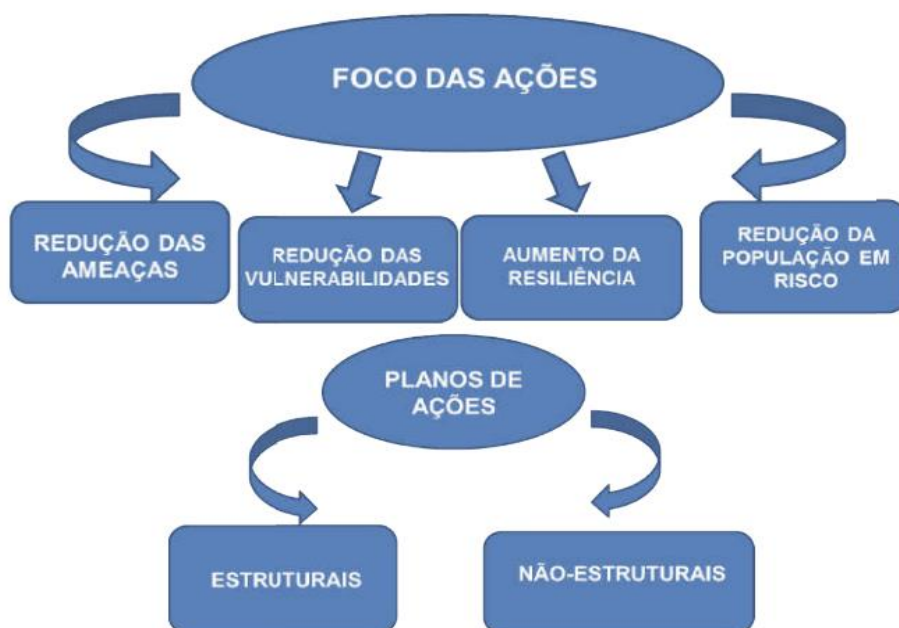 FOCO DAS AÇÕES
REDUÇÃO DAS
AMEAÇAS
REDUÇÃO DAS
VULNERABILIDADES
AUMENTO DA
RESILIÊNCIA
REDUÇÃO DA
POPULAÇÃO EM
RISCO
PLANOS DE
AÇÕES
ESTRUTURAIS
NÃO-ESTRUTURAIS